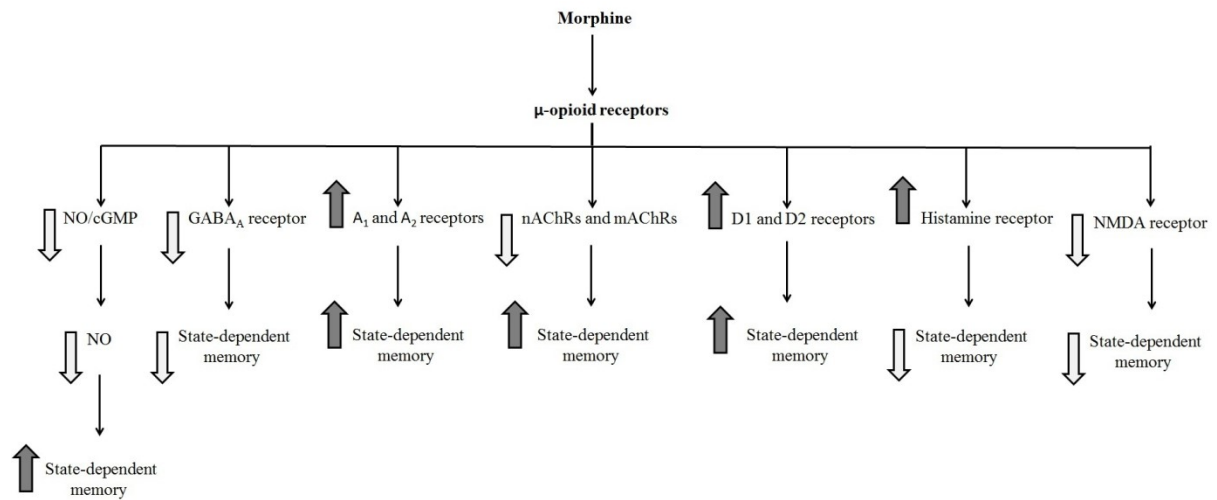 Morphine
μ-opioid receptors
NO/cGMP
GABA_A receptor
A₁ and A₂ receptors
nAChRs and mAChRs
D1 and D2 receptors
Histamine receptor
NMDA receptor
NO
State-dependent
memory
State-dependent
memory
State-dependent
memory
State-dependent
memory
State-dependent
memory
State-dependent
memory
State-dependent
memory